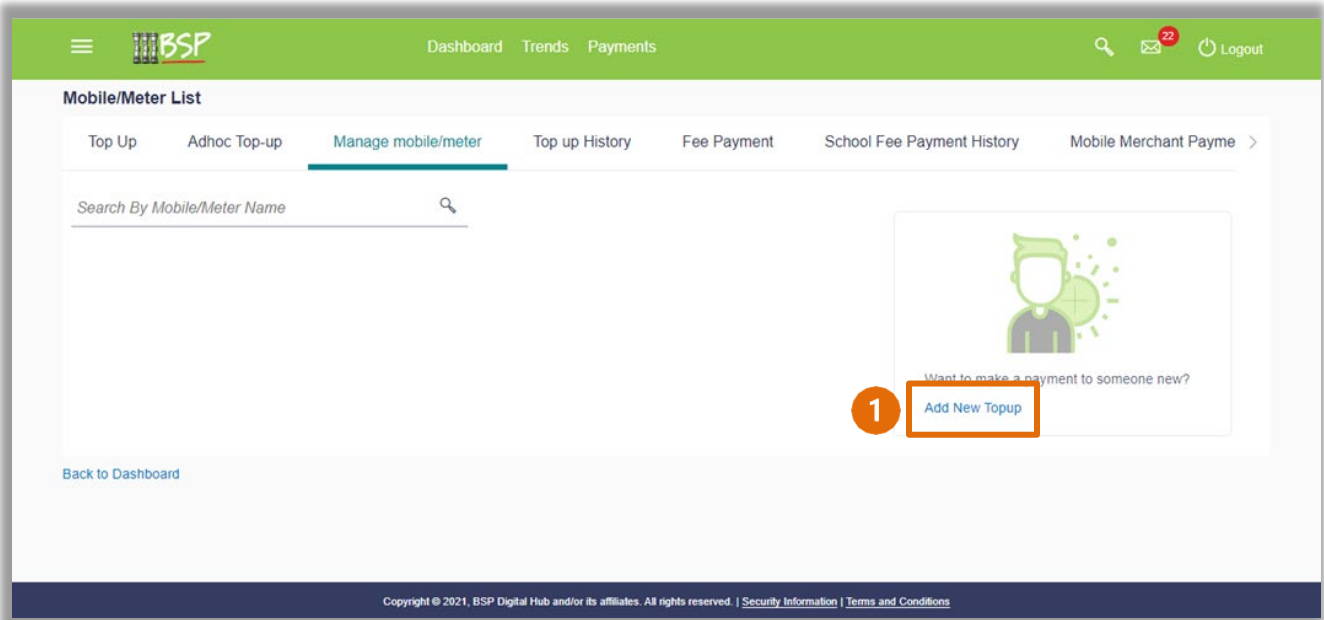 BSP
Dashboard Trends Payments
22
Logout
Mobile/Meter List
Top Up Adhoc Top-up Manage mobile/meter Top up History Fee Payment School Fee Payment History Mobile Merchant Payme
Search By Mobile/Meter Name
Want to make a payment to someone new?
1
Add New Topup
Back to Dashboard
Copyright © 2021, BSP Digital Hub and/or its affiliates. All rights reserved. | Security Information | Terms and Conditions